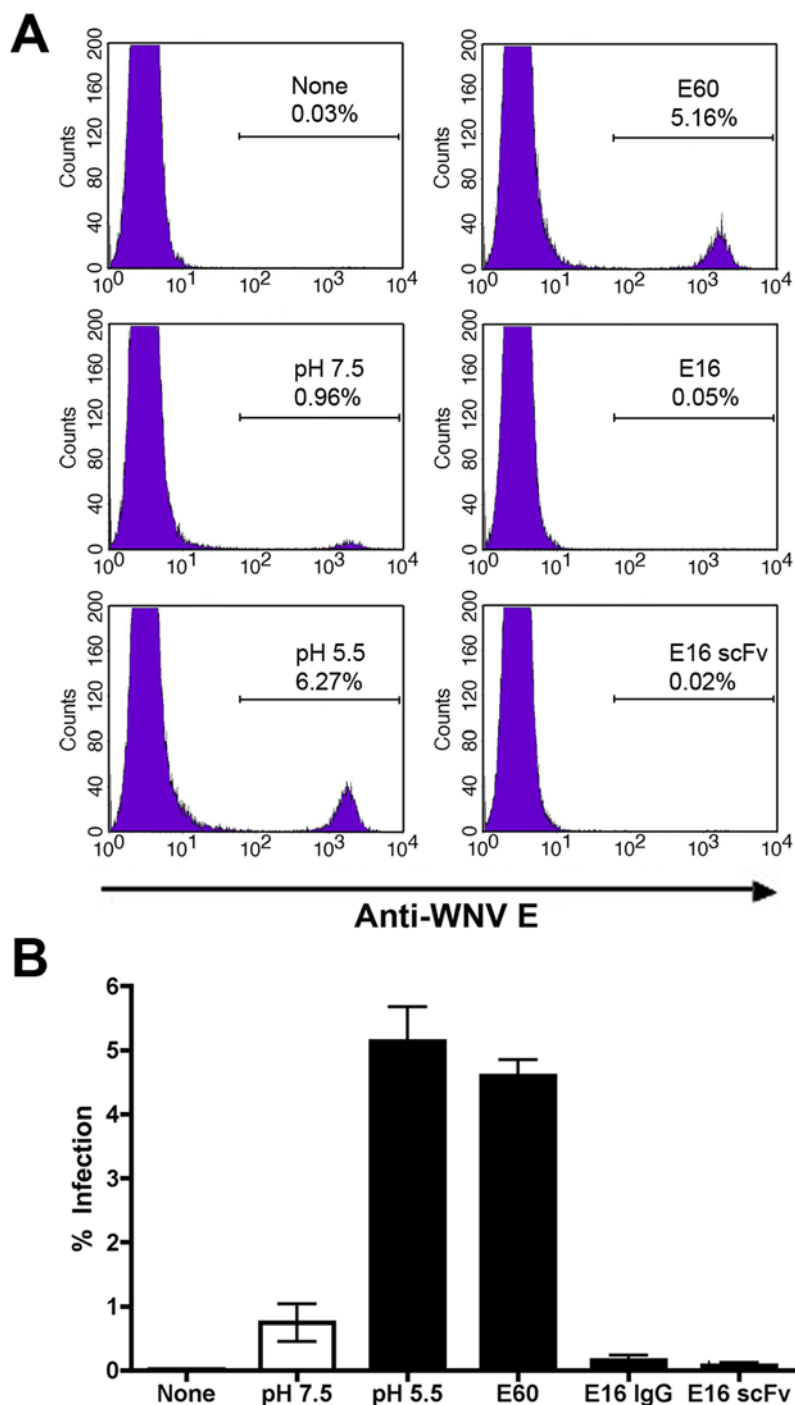 A
None
0.03%
Counts
0 40 80 120 160 200
10^0 10^1 10^2 10^3 10^4
E60
5.16%
Counts
0 40 80 120 160 200
10^0 10^1 10^2 10^3 10^4
pH 7.5
0.96%
Counts
0 40 80 120 160 200
10^0 10^1 10^2 10^3 10^4
E16
0.05%
Counts
0 40 80 120 160 200
10^0 10^1 10^2 10^3 10^4
pH 5.5
6.27%
Counts
0 40 80 120 160 200
10^0 10^1 10^2 10^3 10^4
E16 scFv
0.02%
Counts
0 40 80 120 160 200
10^0 10^1 10^2 10^3 10^4
Anti-WNV E
B
% Infection
6
5
4
3
2
1
0
None pH 7.5 pH 5.5 E60 E16 IgG E16 scFv